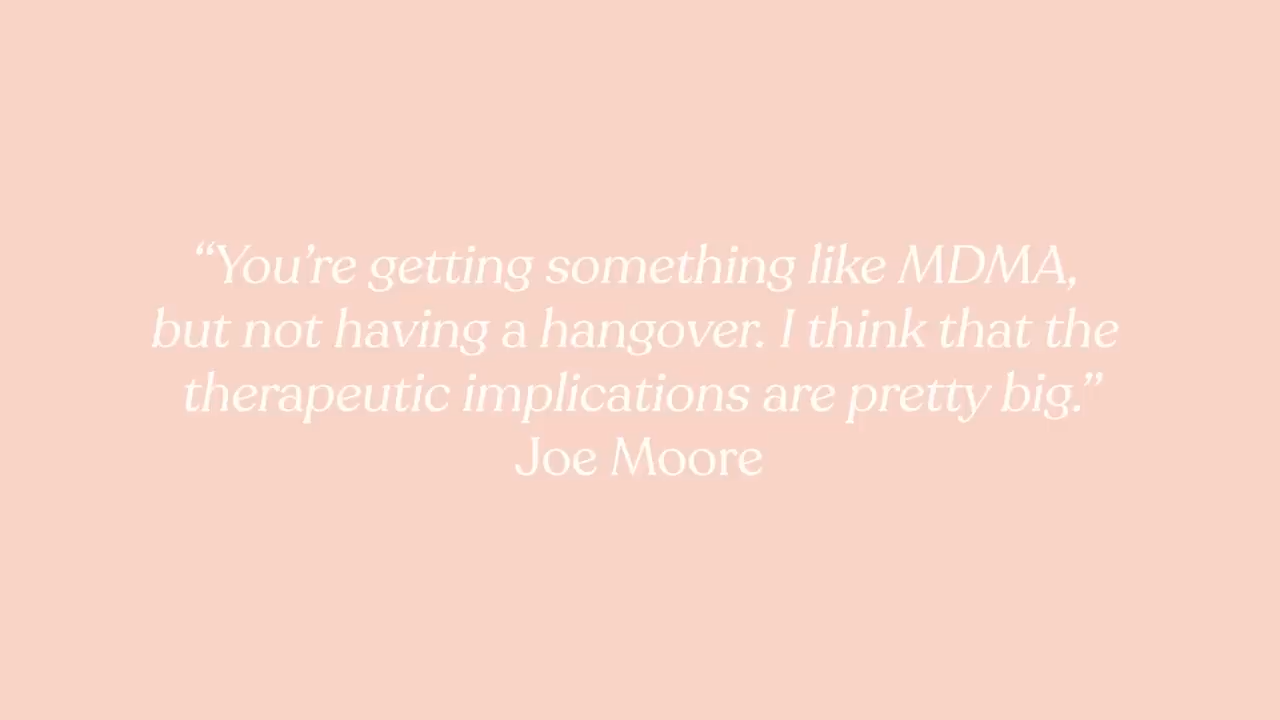 “You’re getting something like MDMA,
but not having a hangover. I think that the
therapeutic implications are pretty big.”
Joe Moore